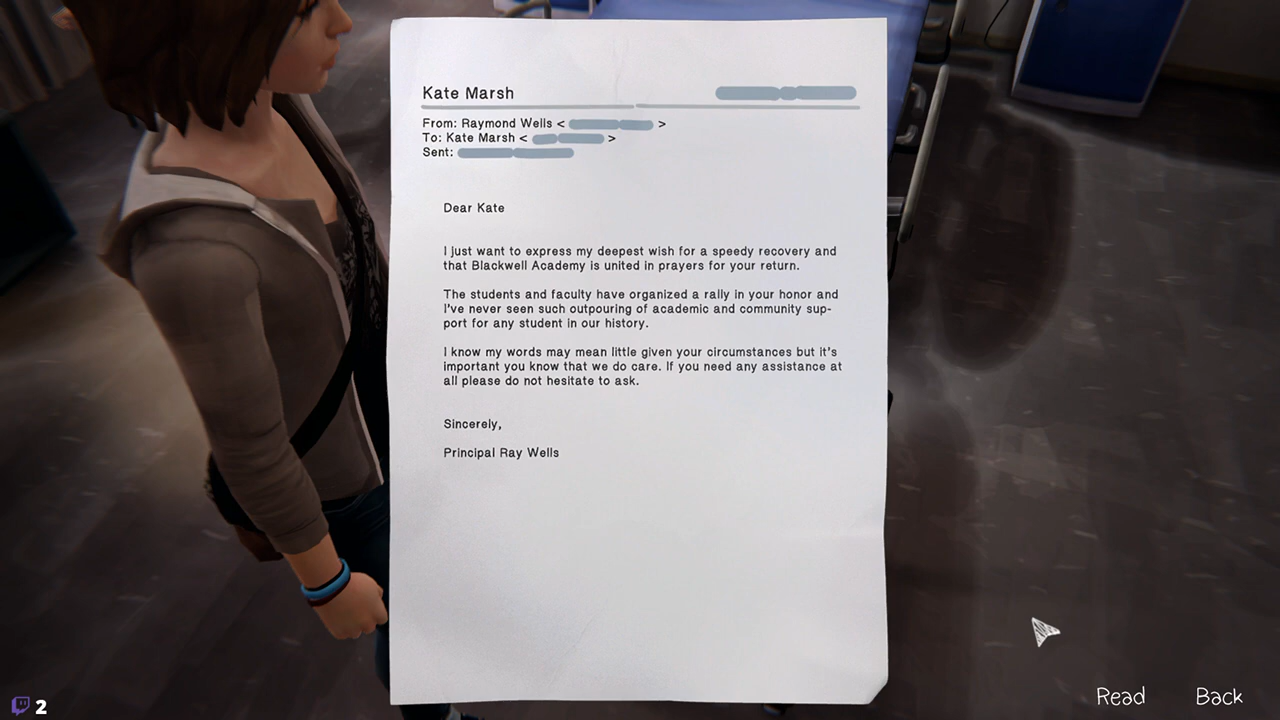 Kate Marsh
From: Raymond Wells < >
To: Kate Marsh < >
Sent:
Dear Kate
I just want to express my deepest wish for a speedy recovery and
that Blackwell Academy is united in prayers for your return.
The students and faculty have organized a rally in your honor and
I've never seen such outpouring of academic and community sup-
port for any student in our history.
I know my words may mean little given your circumstances but it's
important you know that we do care. If you need any assistance at
all please do not hesitate to ask.
Sincerely,
Principal Ray Wells
2
Read Back